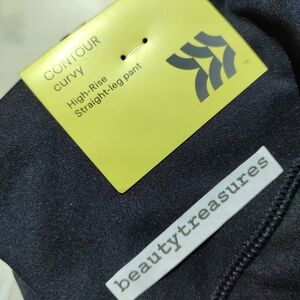 CONTOUR
curvy
High-Rise
Straight-leg pant
beautytreasures